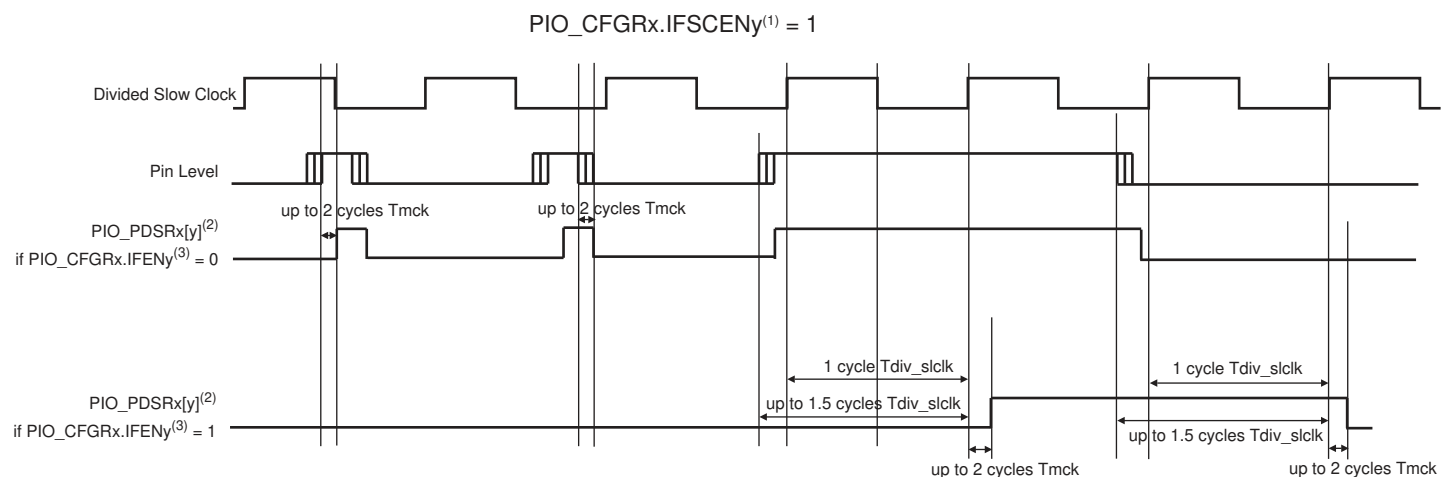 PIO_CFGRx.IFSCENy(1) = 1
Divided Slow Clock
Pin Level
up to 2 cycles Tmck
up to 2 cycles Tmck
PIO_PDSRx[y](2)
if PIO_CFGRx.IFENy(3) = 0
1 cycle Tdiv_slclk
1 cycle Tdiv_slclk
PIO_PDSRx[y](2)
up to 1.5 cycles Tdiv_slclk
if PIO_CFGRx.IFENy(3) = 1
up to 1.5 cycles Tdiv_slclk
up to 2 cycles Tmck
up to 2 cycles Tmck